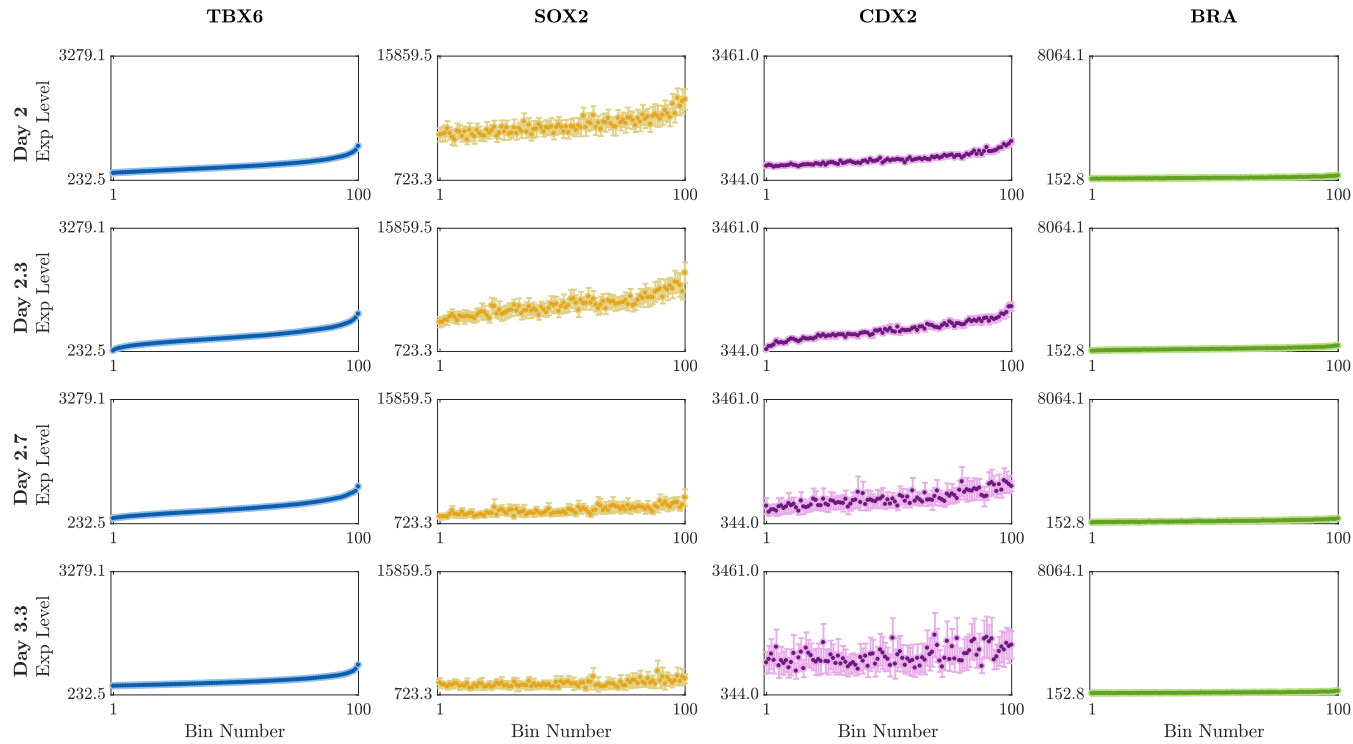 TBX6 SOX2 CDX2 BRA
Day 2
Exp Level
3279.1 15859.5 3461.0 8064.1
232.5 723.3 344.0 152.8
1 100 1 100 1 100 1 100
Day 2.3
Exp Level
3279.1 15859.5 3461.0 8064.1
232.5 723.3 344.0 152.8
1 100 1 100 1 100 1 100
Day 2.7
Exp Level
3279.1 15859.5 3461.0 8064.1
232.5 723.3 344.0 152.8
1 100 1 100 1 100 1 100
Day 3.3
Exp Level
3279.1 15859.5 3461.0 8064.1
232.5 723.3 344.0 152.8
1 100 1 100 1 100 1 100
Bin Number Bin Number Bin Number Bin Number